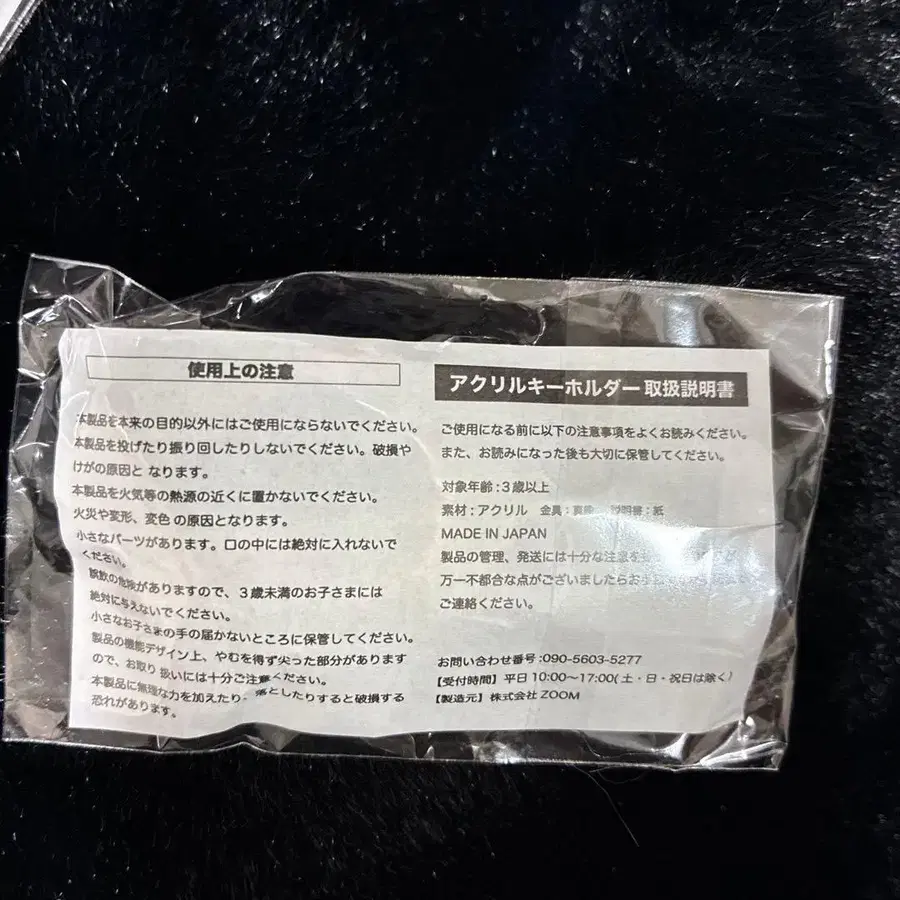 使用上の注意
本製品を本来の目的以外にはご使用にならないでください。
本製品を投げたり振り回したりしないでください。破損や
けがの原因と なります。
本製品を火気等の熱源の近くに置かないでください。
火災や変形、変色 の原因となります。
小さなパーツがあります。口の中には絶対に入れないで
ください。
誤飲の危険がありますので、３歳未満のお子さまには
絶対に与えないでください。
小さなお子さまの手の届かないところに保管してください。
製品の機能デザイン上、やむを得ず尖った部分があります
ので、お取り 扱いには十分ご注意ください。
本製品に無理な力を加えたり、落としたりすると破損する
恐れがあります。
アクリルキーホルダー 取扱説明書
ご使用になる前に以下の注意事項をよくお読みください。
また、お読みになった後も大切に保管してください。
対象年齢：3歳以上
素材：アクリル 金具：真鍮 説明書：紙
MADE IN JAPAN
製品の管理、発送には十分な注意を
万一不都合な点がございましたらお
ご連絡ください。
お問い合わせ番号：090-5603-5277
【受付時間】平日 10:00〜17:00( 土・日・祝日は除く)
【製造元】株式会社 ZOOM